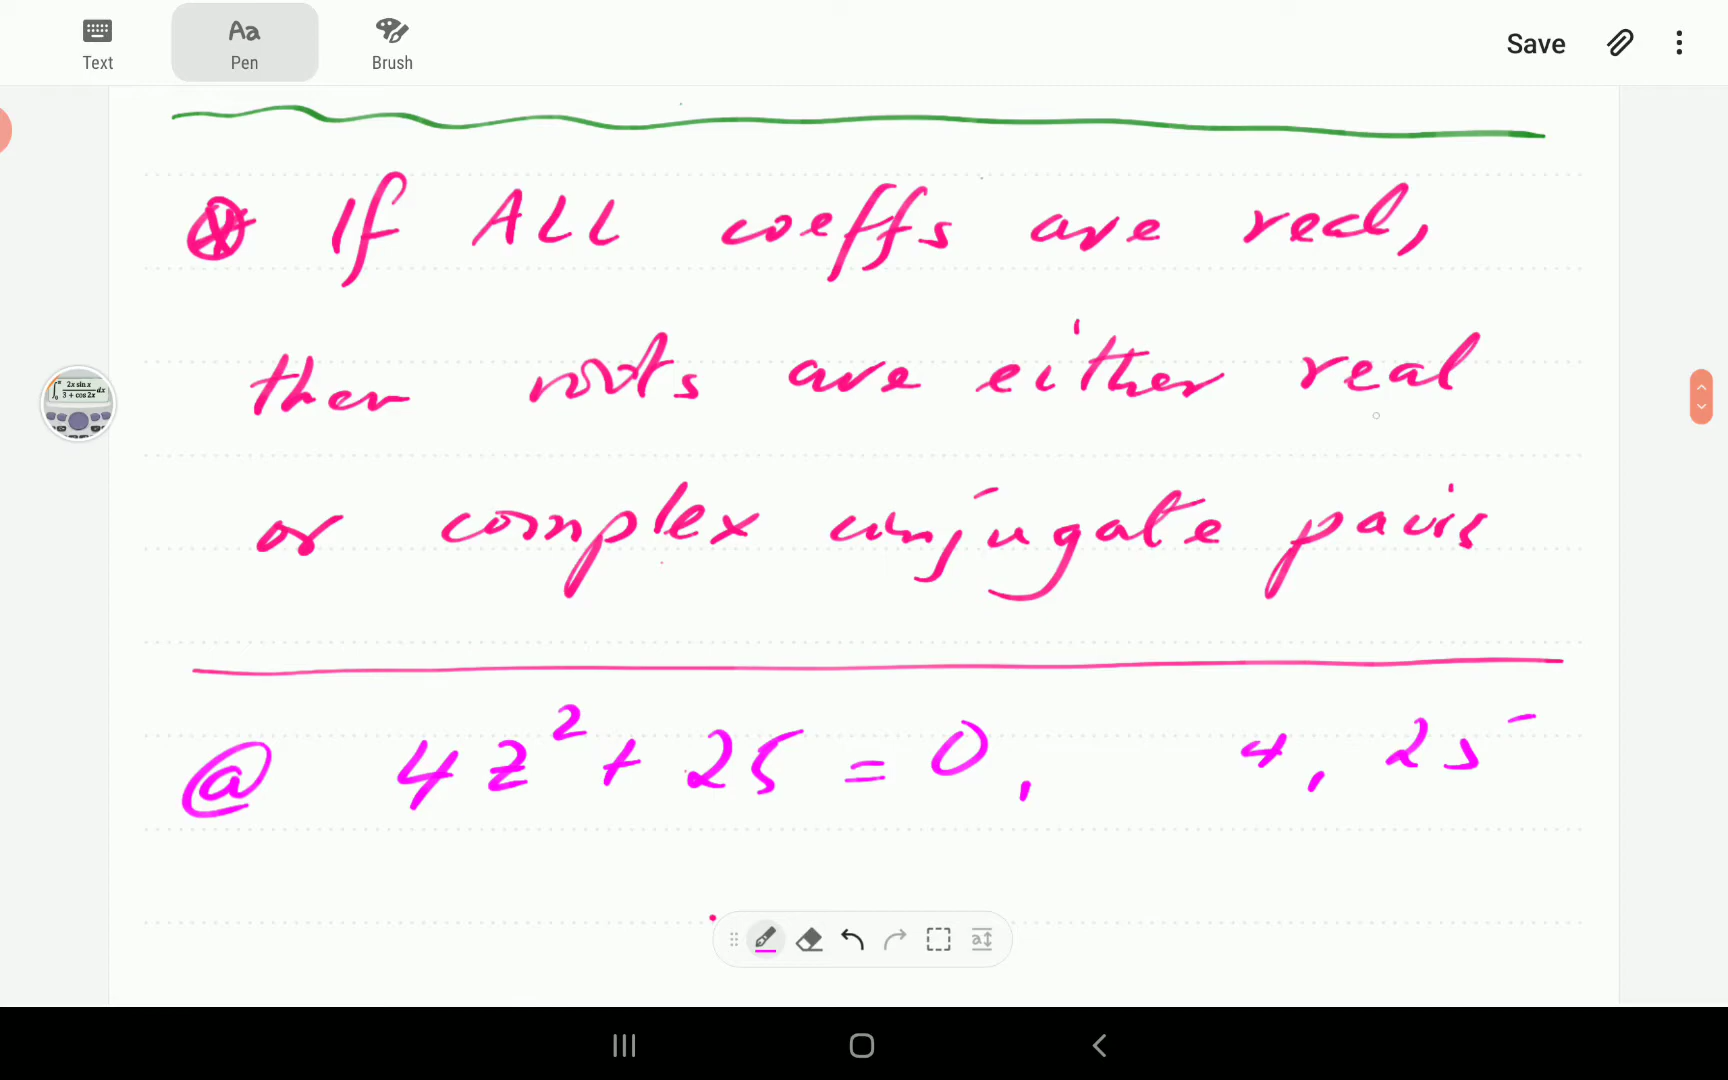 Text
Aa
Pen
Brush
Save
⊛ If ALL coeffs are real,
then roots are either real
or complex conjugate pairs
@ 4z² + 25 = 0, 4, 25